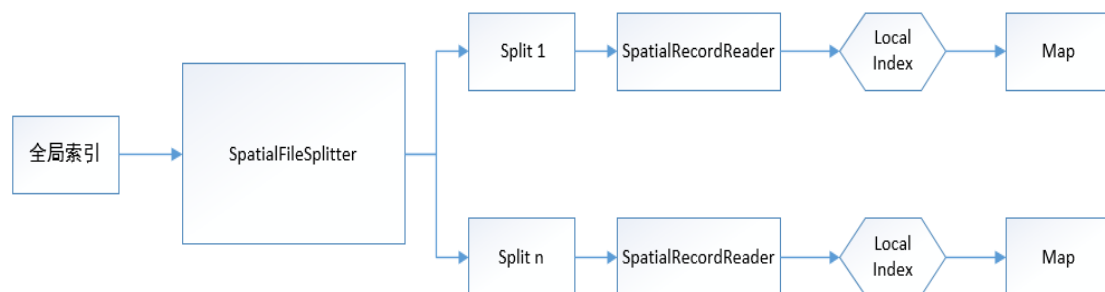 全局索引
SpatialFileSplitter
Split 1
SpatialRecordReader
Local
Index
Map
Split n
SpatialRecordReader
Local
Index
Map